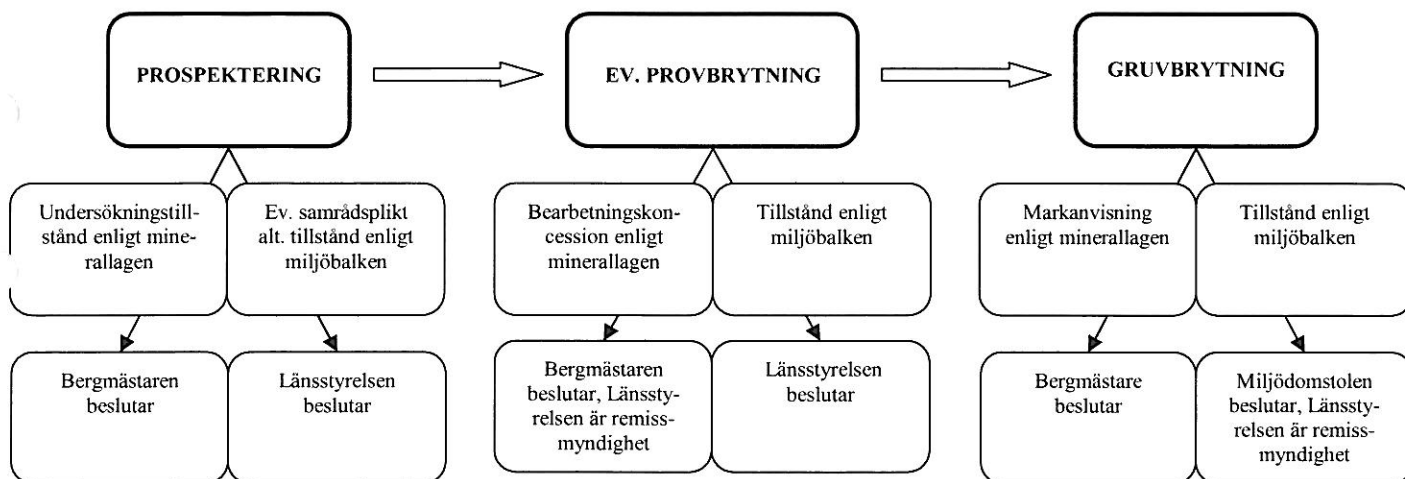 PROSPEKTERING
EV. PROVBRYTNING
GRUVBRYTNING
Undersökningstill-
stånd enligt mine-
rallagen
Ev. samrådsplikt
alt. tillstånd enligt
miljöbalken
Bearbetningskon-
cession enligt
minerallagen
Tillstånd enligt
miljöbalken
Markanvisning
enligt minerallagen
Tillstånd enligt
miljöbalken
Bergmästaren
beslutar
Länsstyrelsen
beslutar
Bergmästaren
beslutar, Länssty-
relsen är remiss-
myndighet
Länsstyrelsen
beslutar
Bergmästare
beslutar
Miljödomstolen
beslutar, Länssty-
relsen är remiss-
myndighet